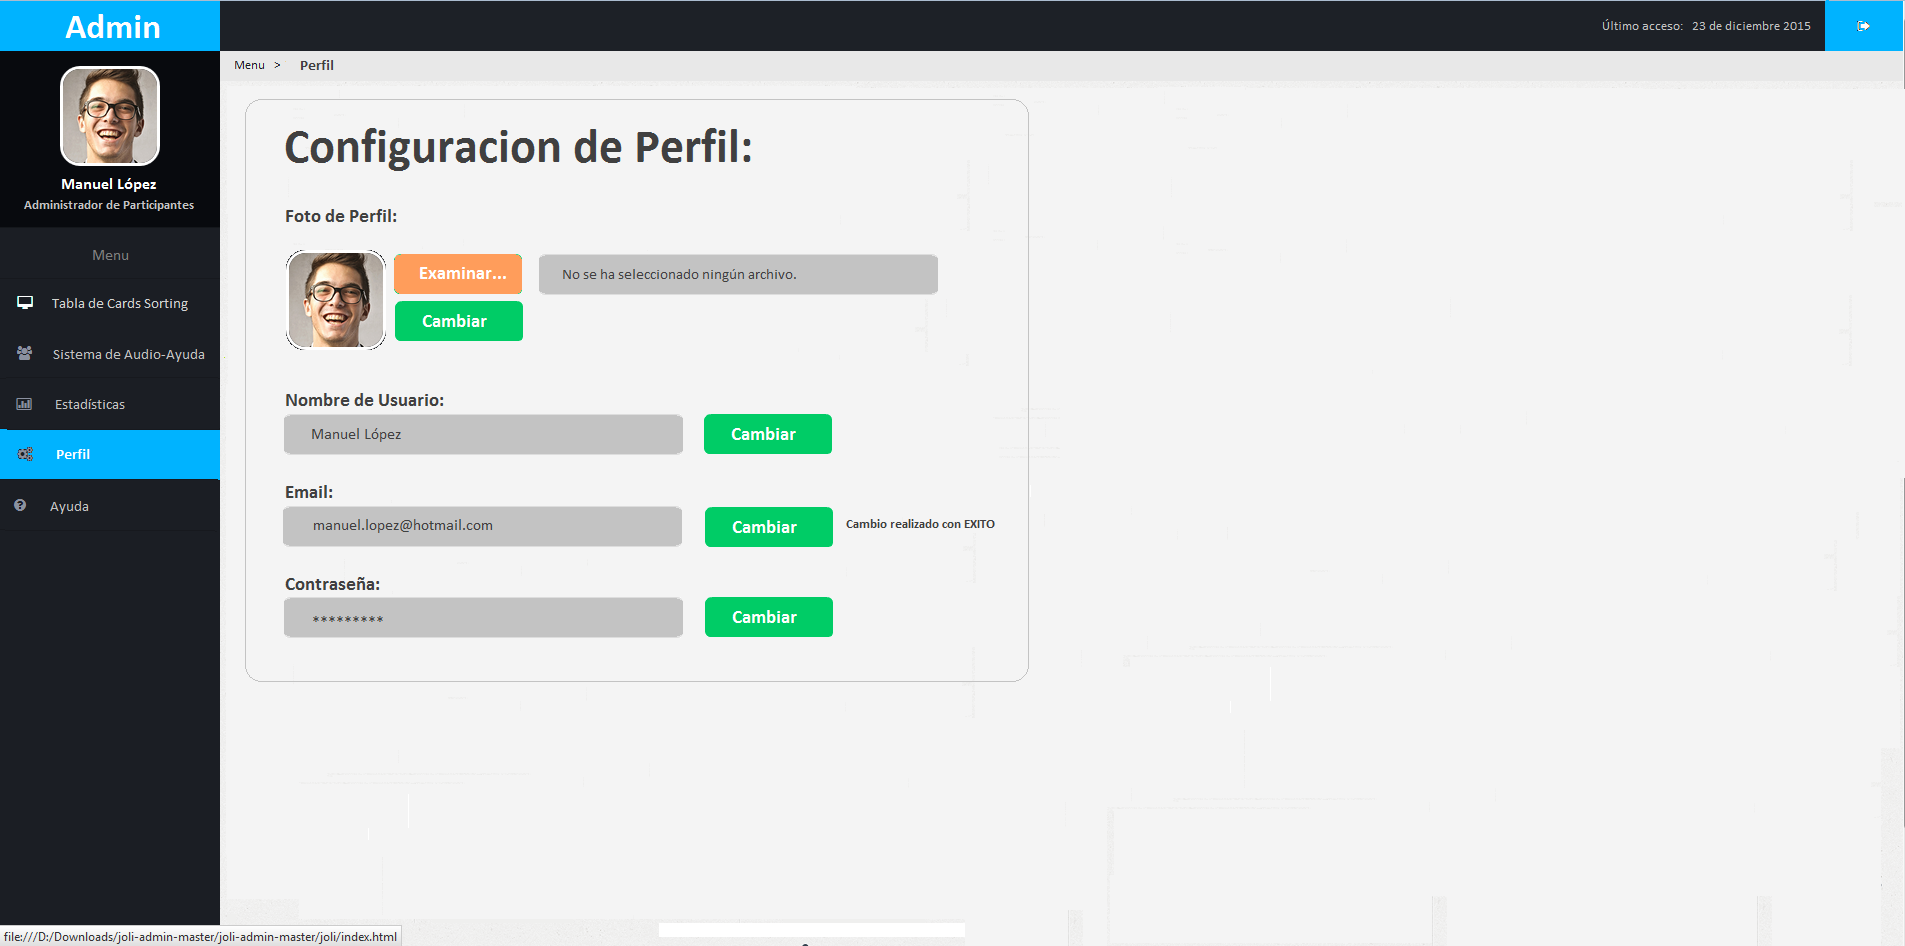 Admin
Último acceso: 23 de diciembre 2015
Menu > Perfil
Manuel López
Administrador de Participantes
Menu
Tabla de Cards Sorting
Sistema de Audio-Ayuda
Estadísticas
Perfil
Ayuda
Configuracion de Perfil:
Foto de Perfil:
Examinar... No se ha seleccionado ningún archivo.
Cambiar
Nombre de Usuario:
Manuel López Cambiar
Email:
manuel.lopez@hotmail.com Cambiar Cambio realizado con EXITO
Contraseña:
********* Cambiar
file:///D:/Downloads/joli-admin-master/joli-admin-master/joli/index.html